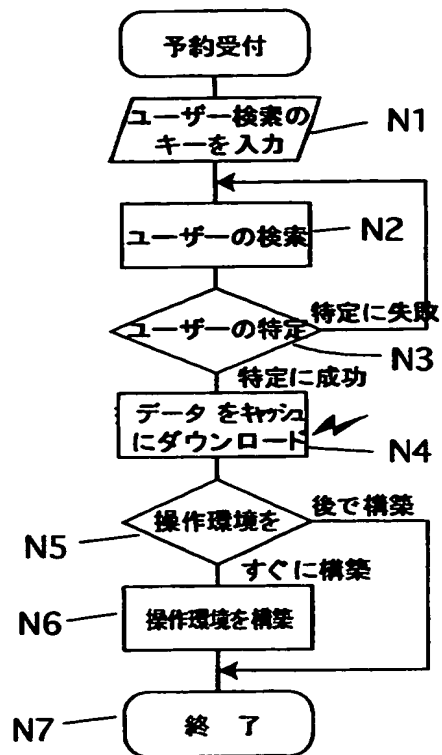 予約受付
ユーザー検索の
キーを入力
N1
ユーザーの検索
N2
特定に失敗
ユーザーの特定
N3
特定に成功
データをキャッシュ
にダウンロード
N4
後で構築
操作環境を
N5
すぐに構築
操作環境を構築
N6
終 了
N7